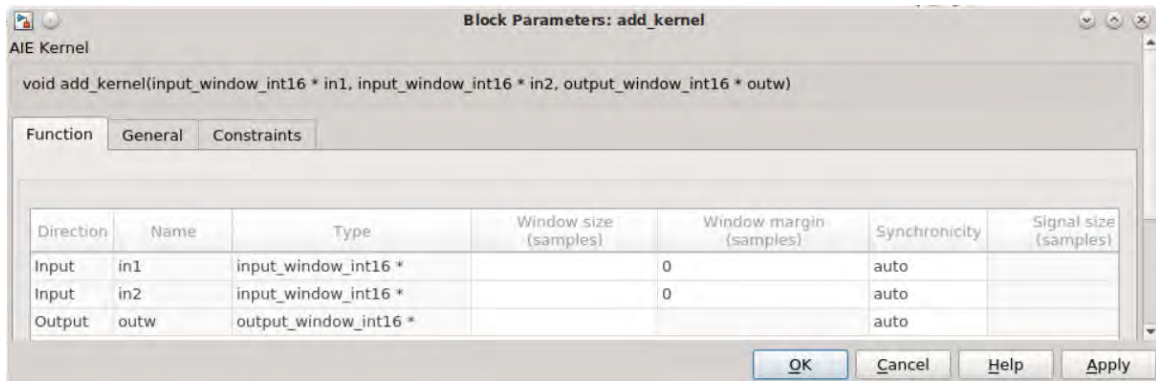 Block Parameters: add_kernel
AIE Kernel
void add_kernel(input_window_int16 * in1, input_window_int16 * in2, output_window_int16 * outw)
Function General Constraints
Direction Name Type Window size (samples) Window margin (samples) Synchronicity Signal size (samples)
Input in1 input_window_int16 * 0 auto
Input in2 input_window_int16 * 0 auto
Output outw output_window_int16 * auto
OK Cancel Help Apply